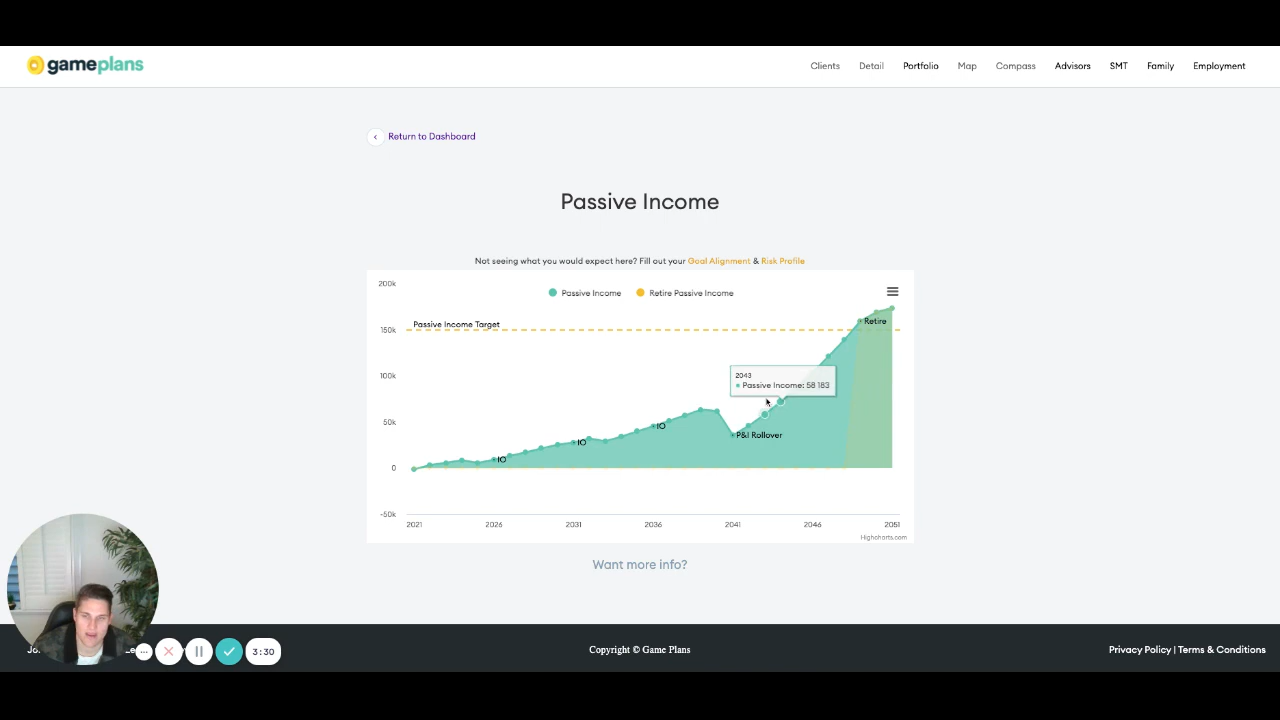 gameplans
Clients Detail Portfolio Map Compass Advisors SMT Family Employment
Return to Dashboard
Passive Income
Not seeing what you would expect here? Fill out your Goal Alignment & Risk Profile
Passive Income Retire Passive Income
200k
150k
100k
50k
0
-50k
Passive Income Target
Retire
2043
Passive Income: 58 183
IO
IO
IO
P&I Rollover
2021 2026 2031 2036 2041 2046 2051
Highcharts.com
Want more info?
3:30
Copyright © Game Plans
Privacy Policy | Terms & Conditions